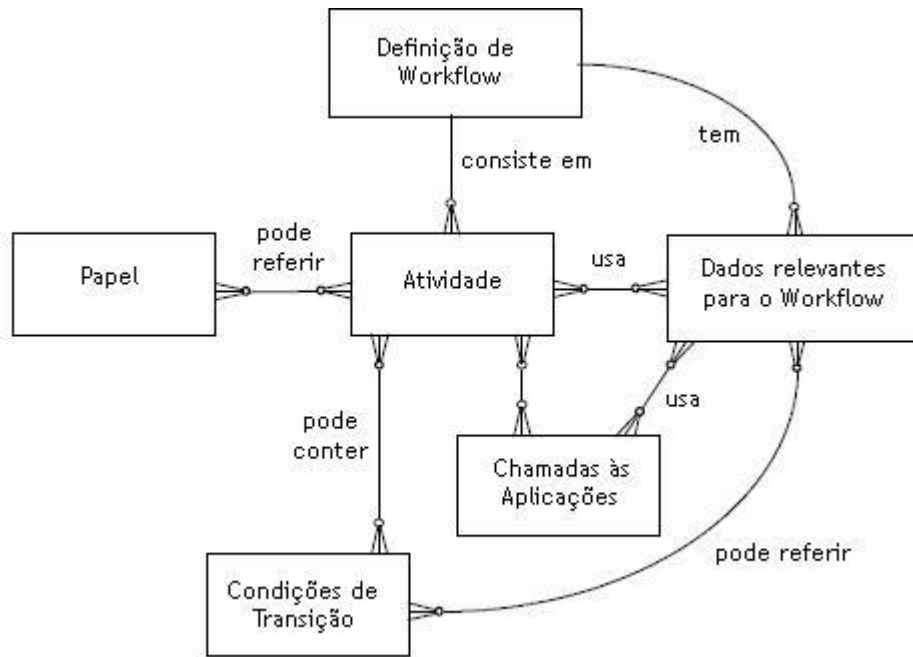 Definição de
Workflow
tem
consiste em
pode
referir
Papel
Atividade
usa
Dados relevantes
para o Workflow
usa
pode
conter
Chamadas às
Aplicações
pode referir
Condições de
Transição